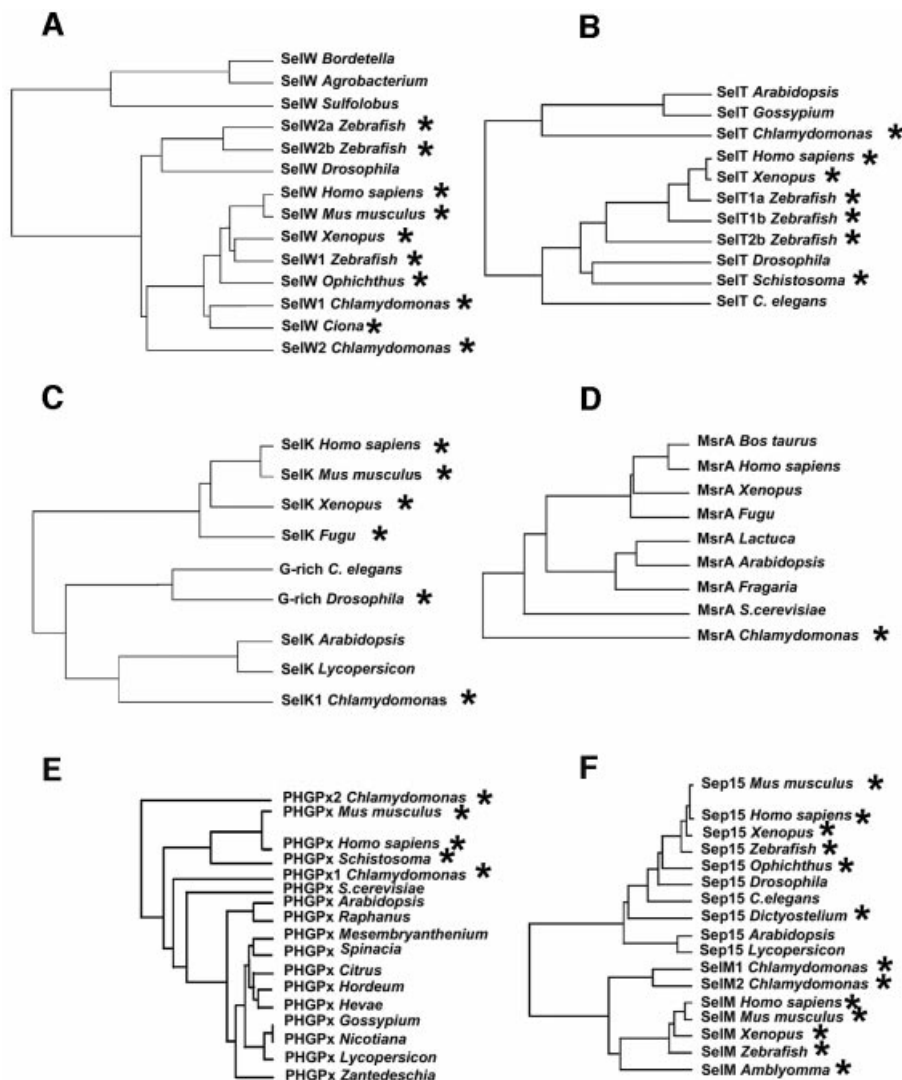 A
SelW Bordetella
SelW Agrobacterium
SelW Sulfolobus
SelW2a Zebrafish *
SelW2b Zebrafish *
SelW Drosophila
SelW Homo sapiens *
SelW Mus musculus *
SelW Xenopus *
SelW1 Zebrafish *
SelW Ophichthus *
SelW1 Chlamydomonas *
SelW Ciona *
SelW2 Chlamydomonas *
B
SelT Arabidopsis
SelT Gossypium
SelT Chlamydomonas *
SelT Homo sapiens *
SelT Xenopus *
SelT1a Zebrafish *
SelT1b Zebrafish *
SelT2b Zebrafish *
SelT Drosophila
SelT Schistosoma *
SelT C. elegans
C
SelK Homo sapiens *
SelK Mus musculus *
SelK Xenopus *
SelK Fugu *
G-rich C. elegans
G-rich Drosophila *
SelK Arabidopsis
SelK Lycopersicon
SelK1 Chlamydomonas *
D
MsrA Bos taurus
MsrA Homo sapiens
MsrA Xenopus
MsrA Fugu
MsrA Lactuca
MsrA Arabidopsis
MsrA Fragaria
MsrA S.cerevisiae
MsrA Chlamydomonas *
E
PHGPx2 Chlamydomonas *
PHGPx Mus musculus *
PHGPx Homo sapiens *
PHGPx Schistosoma *
PHGPx1 Chlamydomonas *
PHGPx S.cerevisiae
PHGPx Arabidopsis
PHGPx Raphanus
PHGPx Mesembryanthenium
PHGPx Spinacia
PHGPx Citrus
PHGPx Hordeum
PHGPx Hevae
PHGPx Gossypium
PHGPx Nicotiana
PHGPx Lycopersicon
PHGPx Zantedeschia
F
Sep15 Mus musculus *
Sep15 Homo sapiens *
Sep15 Xenopus *
Sep15 Zebrafish *
Sep15 Ophichthus *
Sep15 Drosophila
Sep15 C.elegans
Sep15 Dictyostelium *
Sep15 Arabidopsis
Sep15 Lycopersicon
SelM1 Chlamydomonas *
SelM2 Chlamydomonas *
SelM Homo sapiens *
SelM Mus musculus *
SelM Xenopus *
SelM Zebrafish *
SelM Amblyomma *